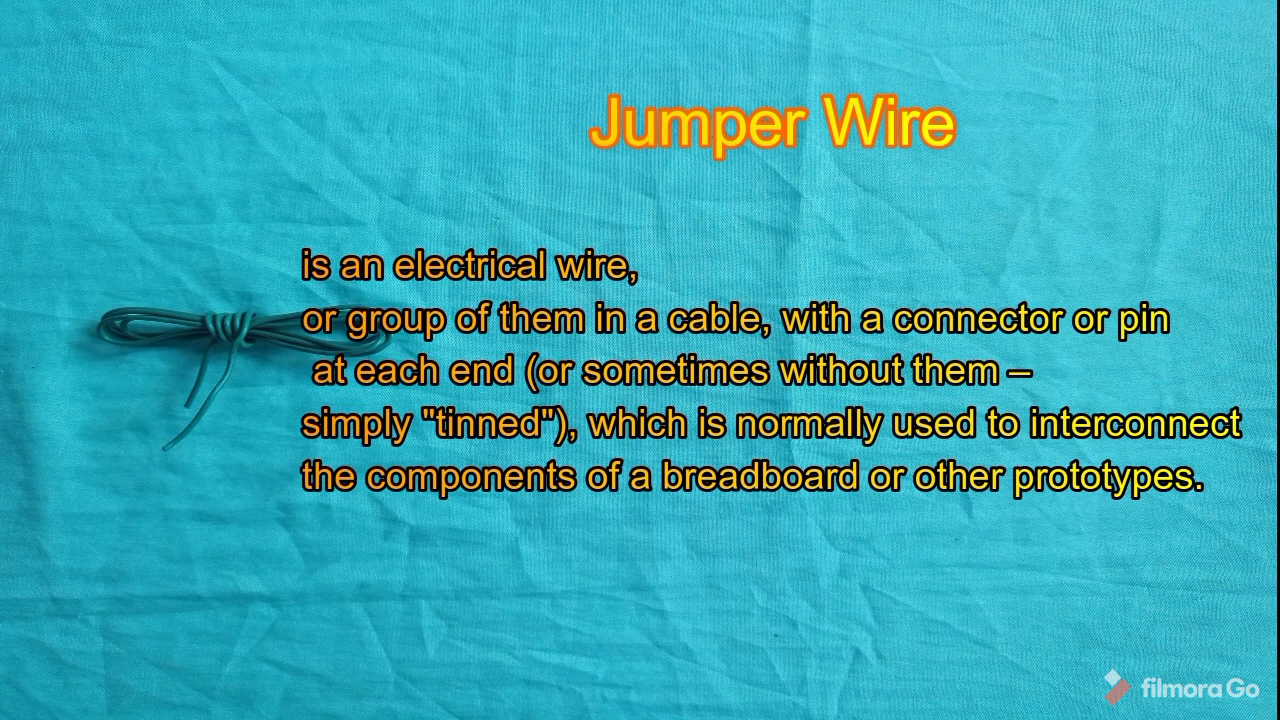 Jumper Wire
is an electrical wire,
or group of them in a cable, with a connector or pin
at each end (or sometimes without them –
simply "tinned"), which is normally used to interconnect
the components of a breadboard or other prototypes.
filmora Go